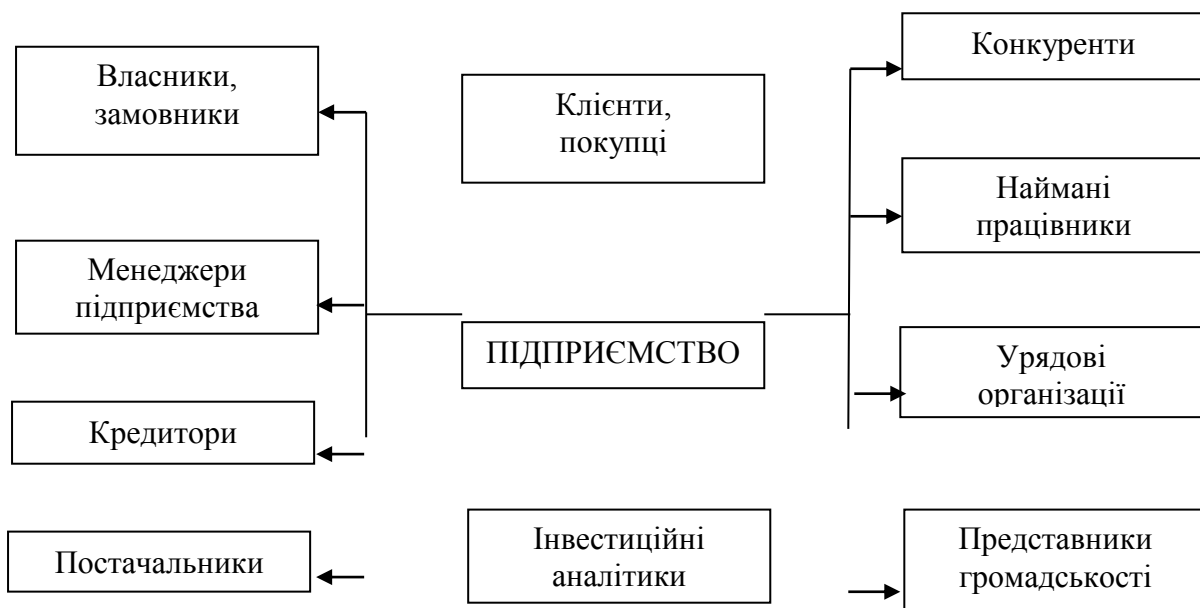 Власники,
замовники
Клієнти,
покупці
Конкуренти
Наймані
працівники
Менеджери
підприємства
ПІДПРИЄМСТВО
Урядові
організації
Кредитори
Постачальники
Інвестиційні
аналітики
Представники
громадськості